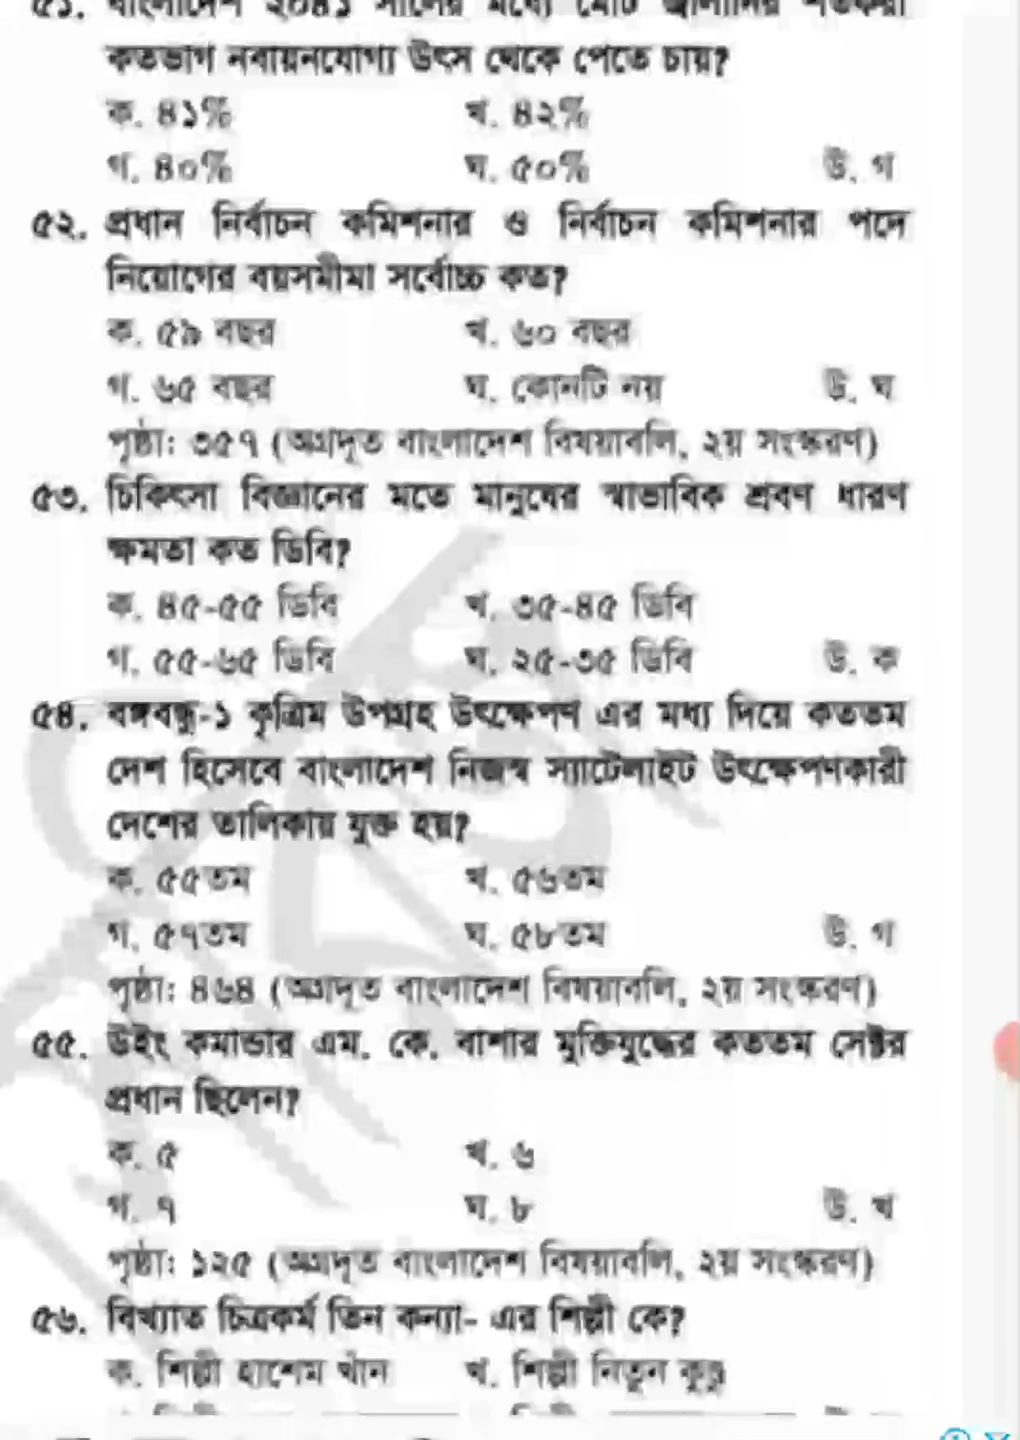 ৫১. বাংলাদেশ ২০৪১ সালের মধ্যে মোট জ্বালানির শতকরা
কতভাগ নবায়নযোগ্য উৎস থেকে পেতে চায়?
ক. ৪১% খ. ৪২%
গ. ৪০% ঘ. ৫০% উ. গ
৫২. প্রধান নির্বাচন কমিশনার ও নির্বাচন কমিশনার পদে
নিয়োগের বয়সসীমা সর্বোচ্চ কত?
ক. ৫৯ বছর খ. ৬০ বছর
গ. ৬৫ বছর ঘ. কোনটি নয় উ. ঘ
পৃষ্ঠা: ৩৫৭ (অগ্রদূত বাংলাদেশ বিষয়াবলি, ২য় সংস্করণ)
৫৩. চিকিৎসা বিজ্ঞানের মতে মানুষের স্বাভাবিক শ্রবণ ধারণ
ক্ষমতা কত ডিবি?
ক. ৪৫-৫৫ ডিবি খ. ৩৫-৪৫ ডিবি
গ. ৫৫-৬৫ ডিবি ঘ. ২৫-৩৫ ডিবি উ. ক
৫৪. বঙ্গবন্ধু-১ কৃত্রিম উপগ্রহ উৎক্ষেপণ এর মধ্য দিয়ে কততম
দেশ হিসেবে বাংলাদেশ নিজস্ব স্যাটেলাইট উৎক্ষেপণকারী
দেশের তালিকায় যুক্ত হয়?
ক. ৫৫তম খ. ৫৬তম
গ. ৫৭তম ঘ. ৫৮তম উ. গ
পৃষ্ঠা: ৪৬৪ (অগ্রদূত বাংলাদেশ বিষয়াবলি, ২য় সংস্করণ)
৫৫. উইং কমান্ডার এম. কে. বাশার মুক্তিযুদ্ধের কততম সেক্টর
প্রধান ছিলেন?
ক. ৫ খ. ৬
গ. ৭ ঘ. ৮ উ. খ
পৃষ্ঠা: ১২৫ (অগ্রদূত বাংলাদেশ বিষয়াবলি, ২য় সংস্করণ)
৫৬. বিখ্যাত চিত্রকর্ম তিন কন্যা- এর শিল্পী কে?
ক. শিল্পী হাশেম খাঁন খ. শিল্পী নিতুন কুন্ডু